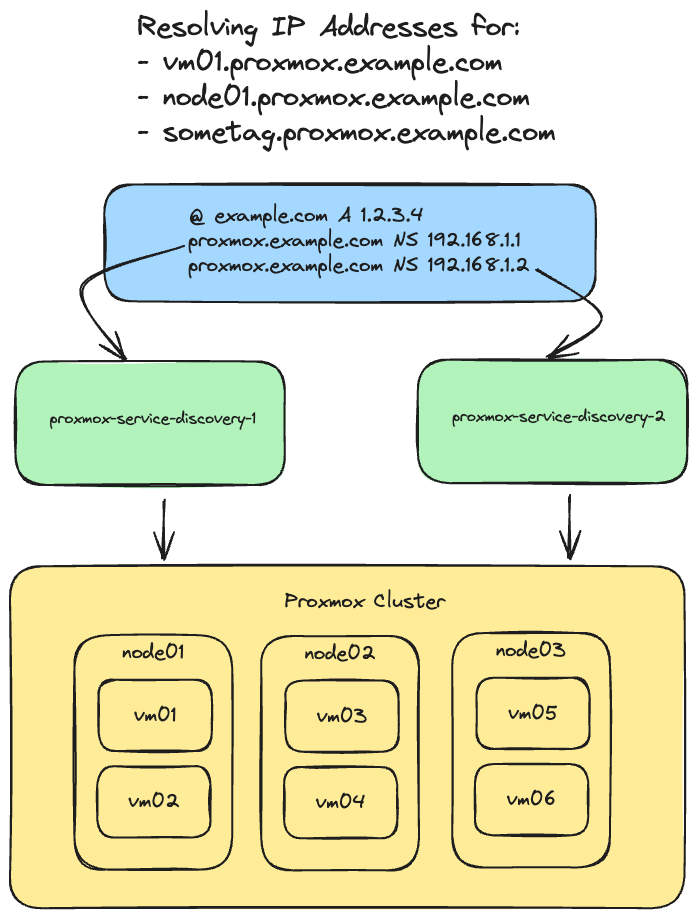 Resolving IP Addresses for:
- vm01.proxmox.example.com
- node01.proxmox.example.com
- sometag.proxmox.example.com
@ example.com A 1.2.3.4
proxmox.example.com NS 192.168.1.1
proxmox.example.com NS 192.168.1.2
proxmox-service-discovery-1
proxmox-service-discovery-2
Proxmox Cluster
node01
node02
node03
vm01
vm03
vm05
vm02
vm04
vm06